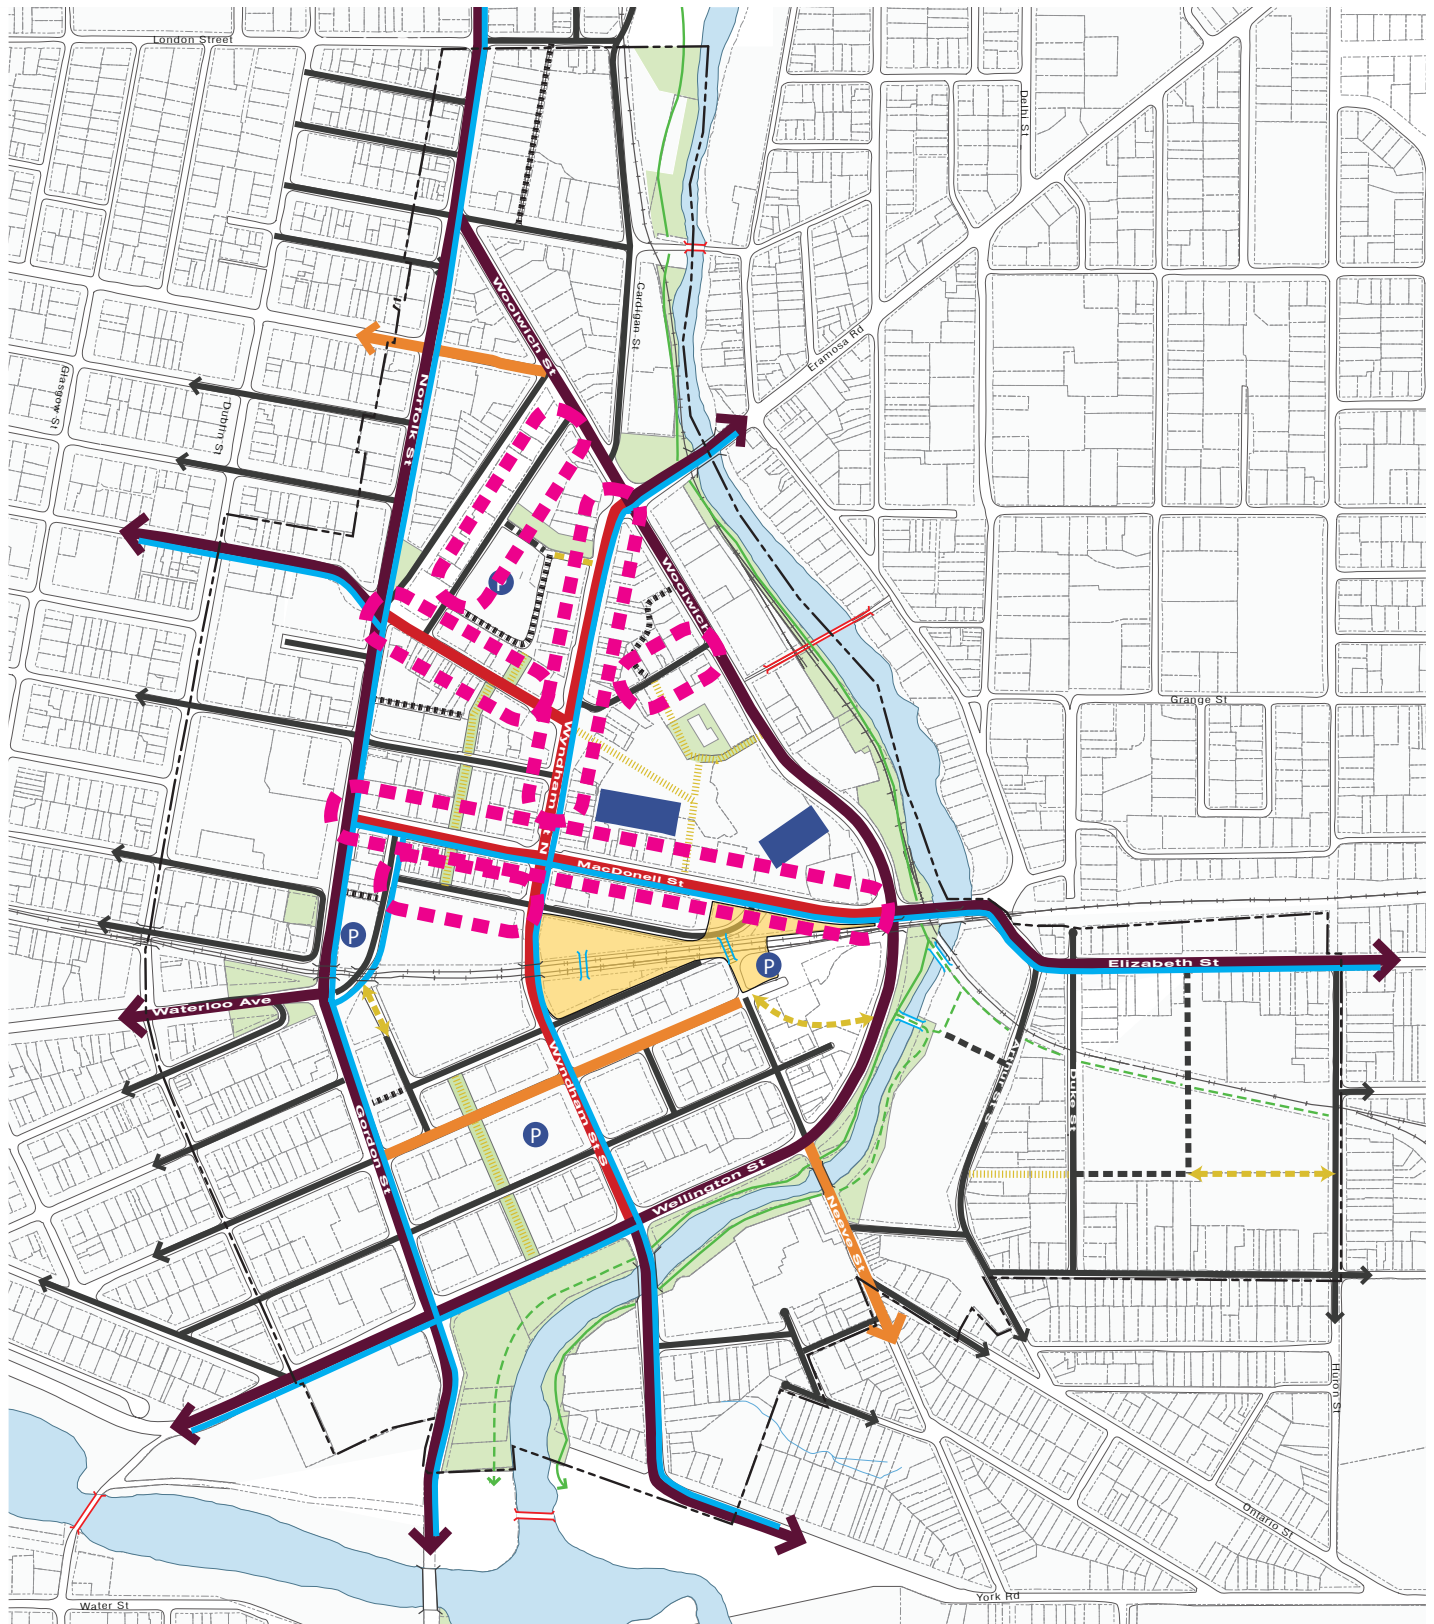 London Street
Delhi St
Woolwich St
Cardigan St
Eramosa Rd
Glasgow St
Dublin St
Norfolk St
P
Woolwich
Grange St
Wyndham St N
MacDonell St
P
P
Elizabeth St
Waterloo Ave
Arthur St S
Duke St
Wyndham St S
Gordon St
P
Wellington St
Neeve St
Huron St
Ontario St
York Rd
Water St